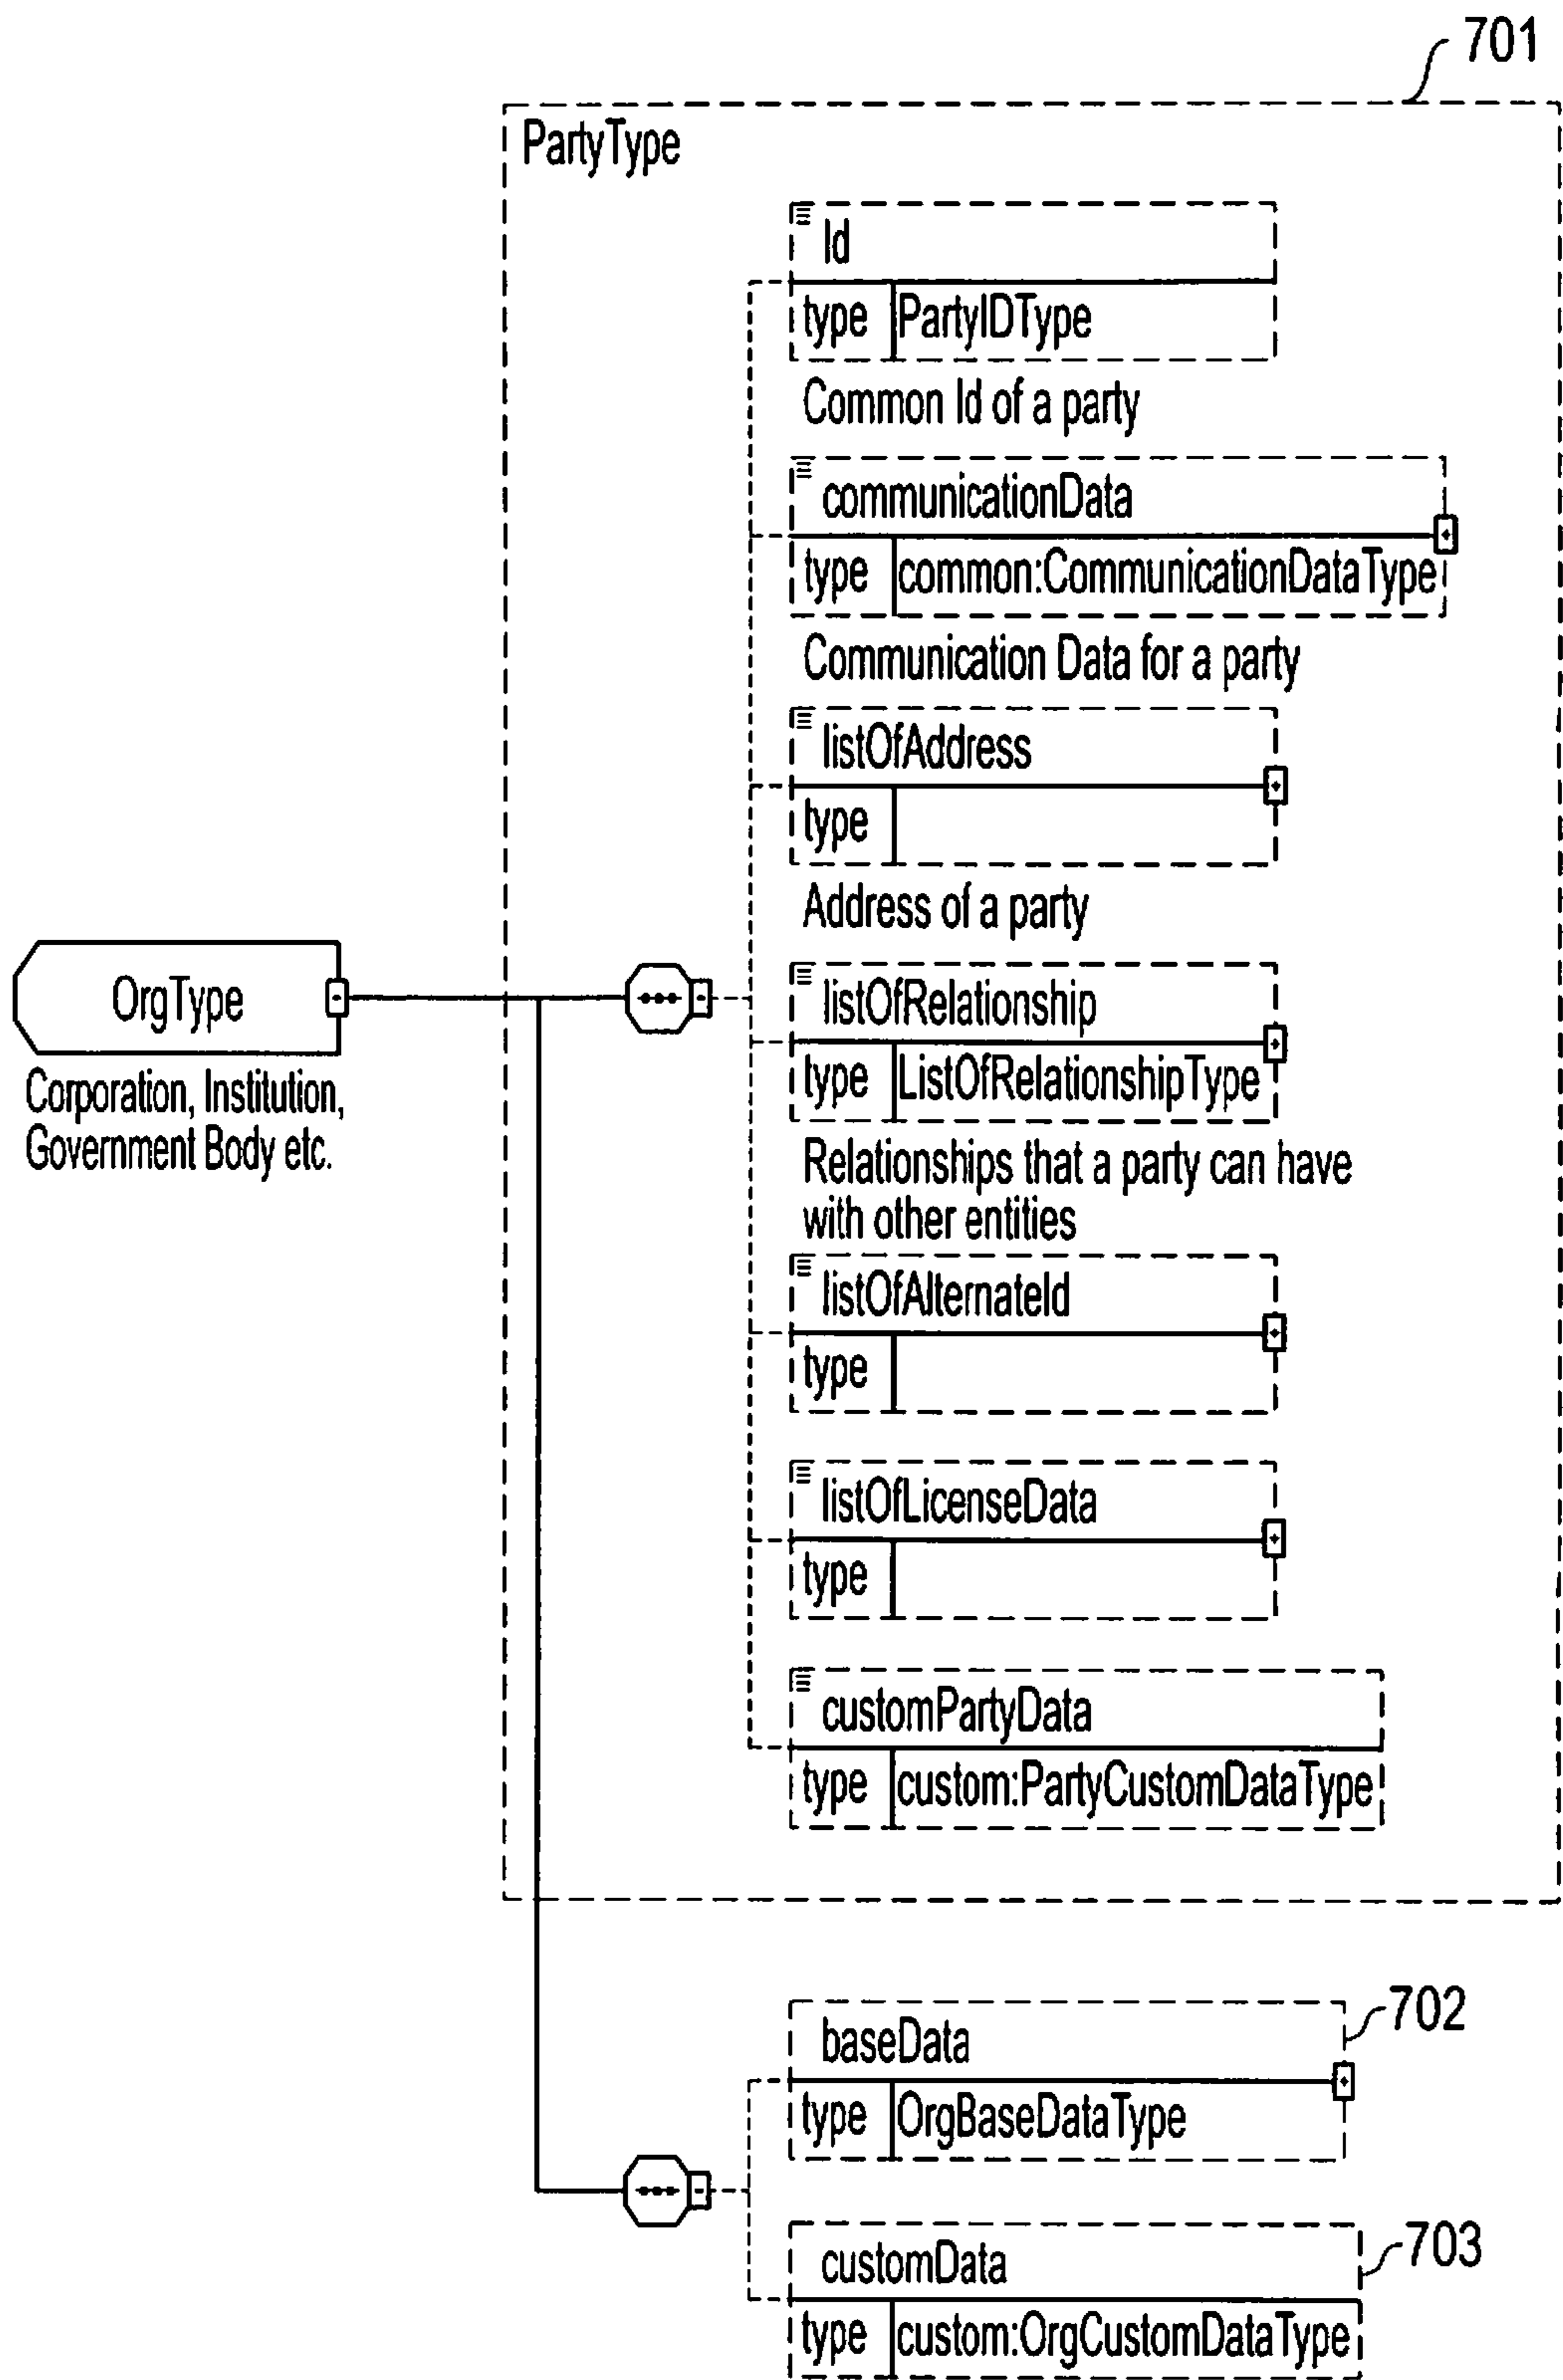 701
PartyType
Id
type PartyIDType
Common Id of a party
communicationData
type common:CommunicationDataType
Communication Data for a party
listOfAddress
type
Address of a party
OrgType
Corporation, Institution,
Government Body etc.
listOfRelationship
type ListOfRelationshipType
Relationships that a party can have
with other entities
listOfAlternateId
type
listOfLicenseData
type
customPartyData
type custom:PartyCustomDataType
702
baseData
type OrgBaseDataType
703
customData
type custom:OrgCustomDataType